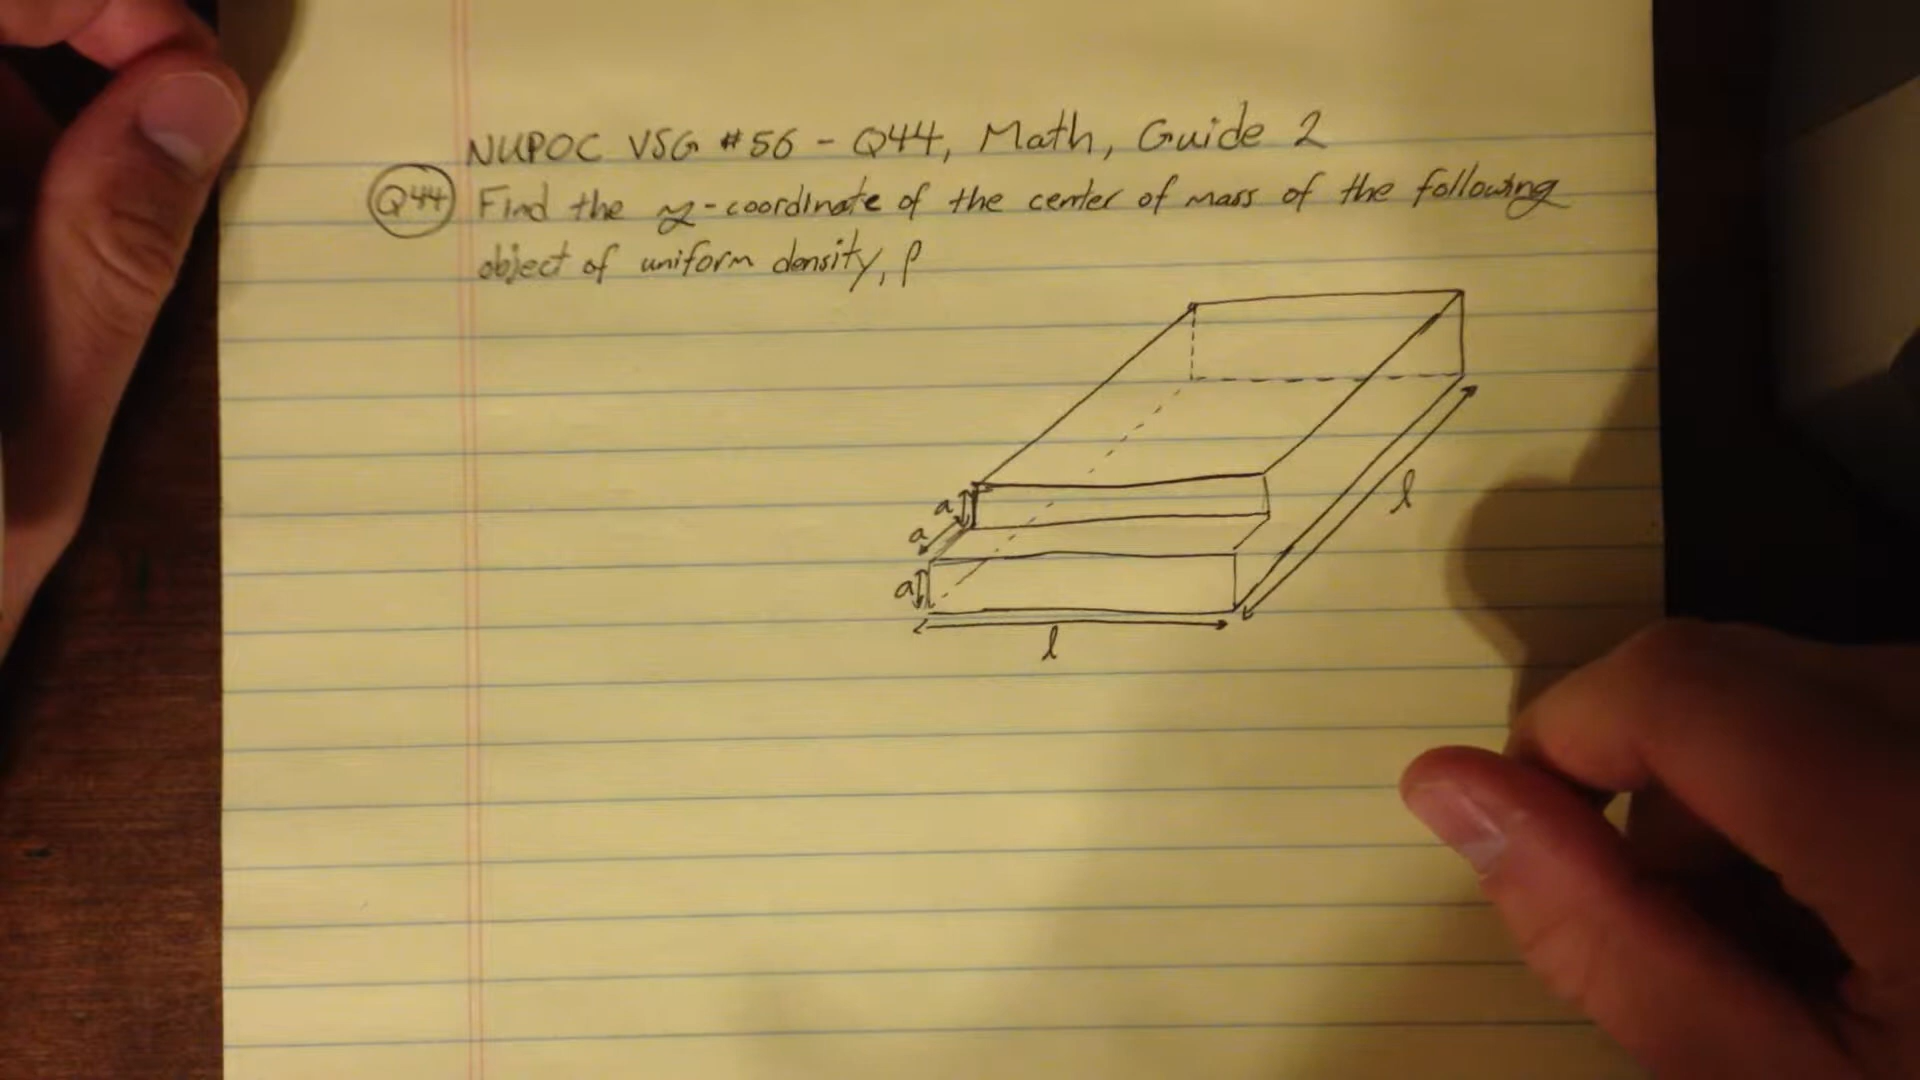 NUPOC VSG #56 - Q44, Math, Guide 2
Q44 Find the z-coordinate of the center of mass of the following
object of uniform density, ρ
a
a
l
a
l